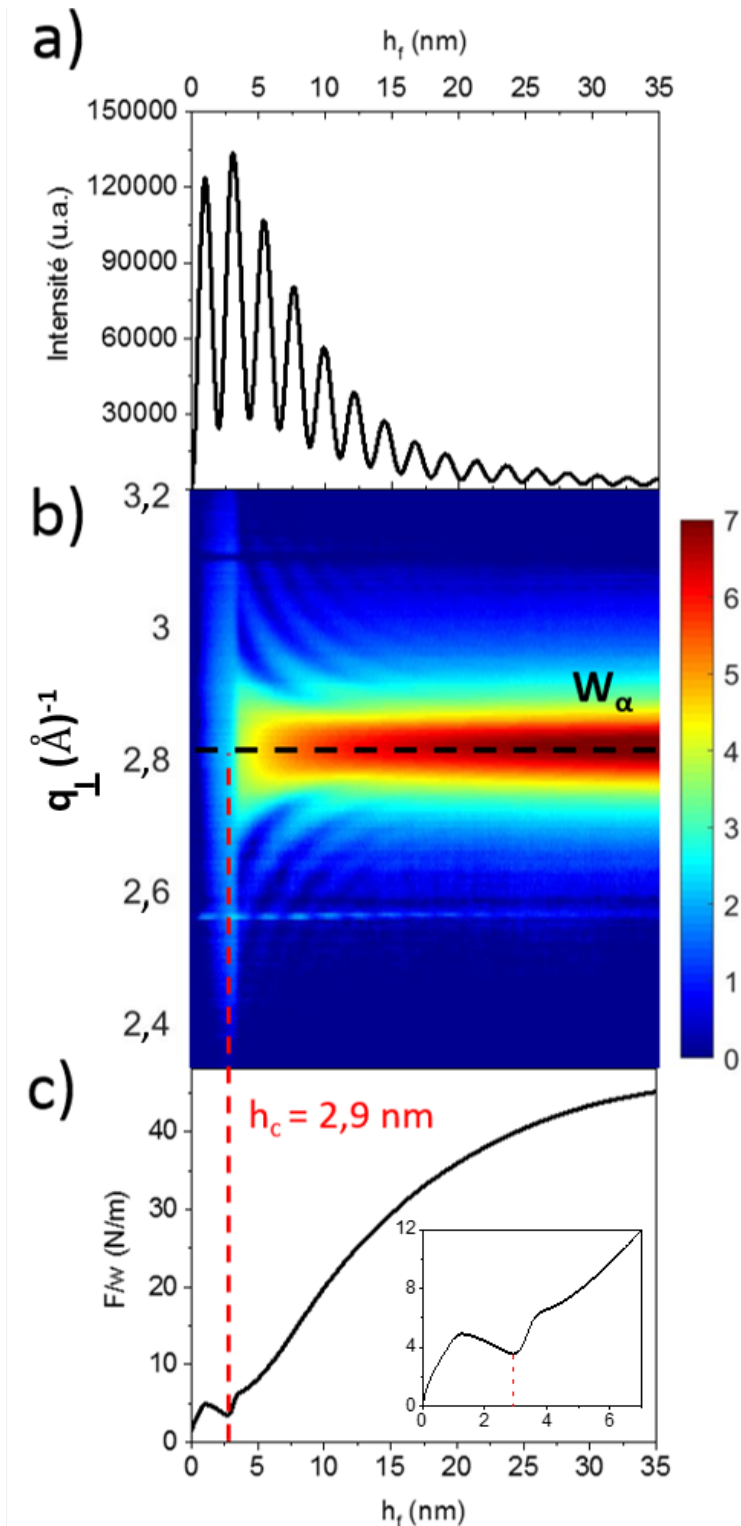 a)
h_f (nm)
0 5 10 15 20 25 30 35
150000
120000
90000
60000
30000
Intensité (u.a.)
b)
3,2
3
2,8
2,6
2,4
q⊥ (Å)⁻¹
W_α
7
6
5
4
3
2
1
0
c)
h_c = 2,9 nm
40
30
20
10
0
F/w (N/m)
12
8
4
0
0 2 4 6
0 5 10 15 20 25 30 35
h_f (nm)